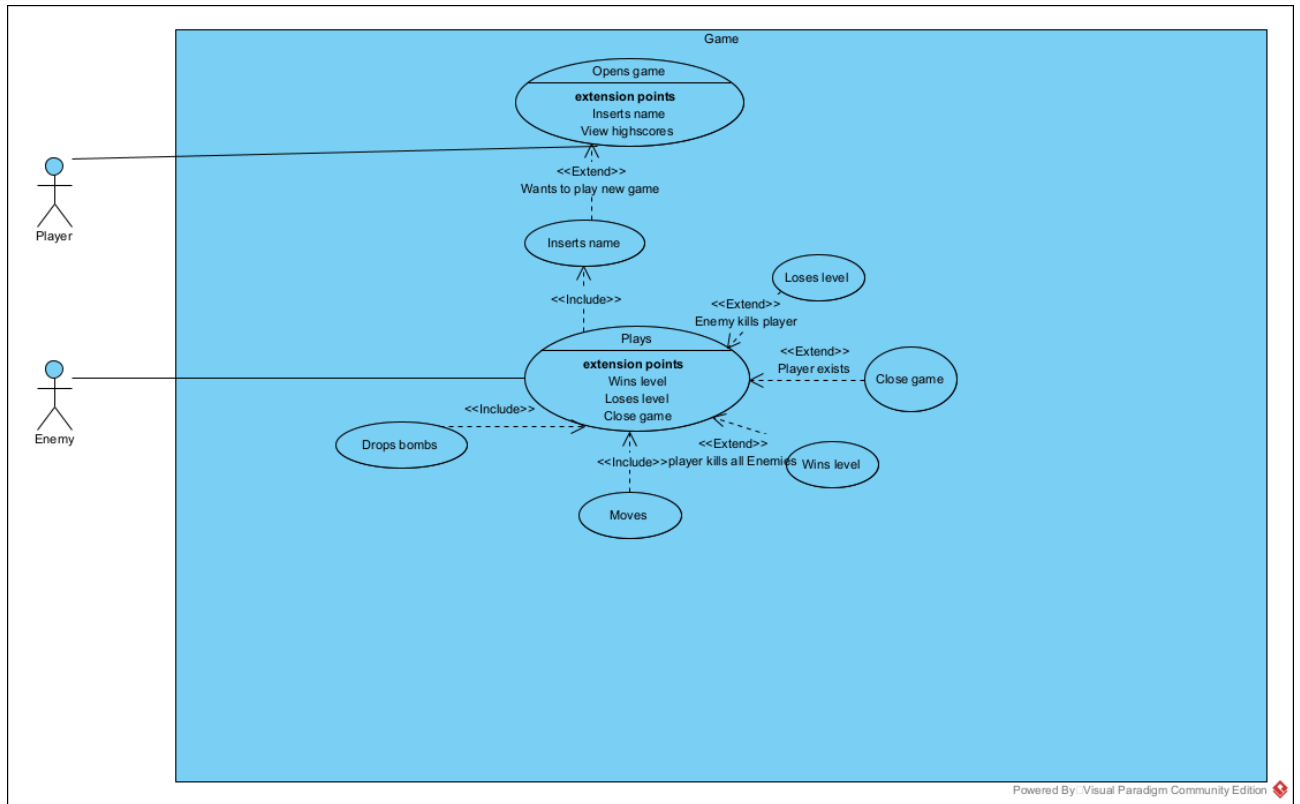 Game
Opens game
extension points
Inserts name
View highscores
<<Extend>>
Wants to play new game
Player
Inserts name
<<Include>>
Loses level
<<Extend>>
Enemy kills player
Plays
extension points
Wins level
Loses level
Close game
<<Extend>>
Player exists
Close game
Enemy
<<Include>>
Drops bombs
<<Extend>>
<<Include>>
player kills all Enemies
Wins level
Moves
Powered By Visual Paradigm Community Edition